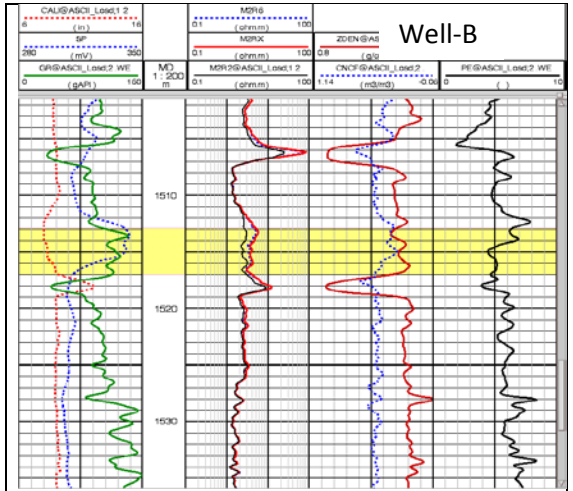 CALI@ASCII_Load;1 2
6 (in) 16
SP
280 (mV) 350
GR@ASCII_Load;2 WE
0 (gAPI) 150
MD
1 : 200
m
M2R6
0.1 (ohm.m) 100
M2RX
0.1 (ohm.m) 100
M2R2@ASCII_Load;1 2
0.1 (ohm.m) 100
ZDEN@AS
0.8 (g/c
CNCF@ASCII_Load;2
1.14 (m3/m3) -0.06
Well-B
PE@ASCII_Load;2 WE
0 ( ) 10
1510
1520
1530